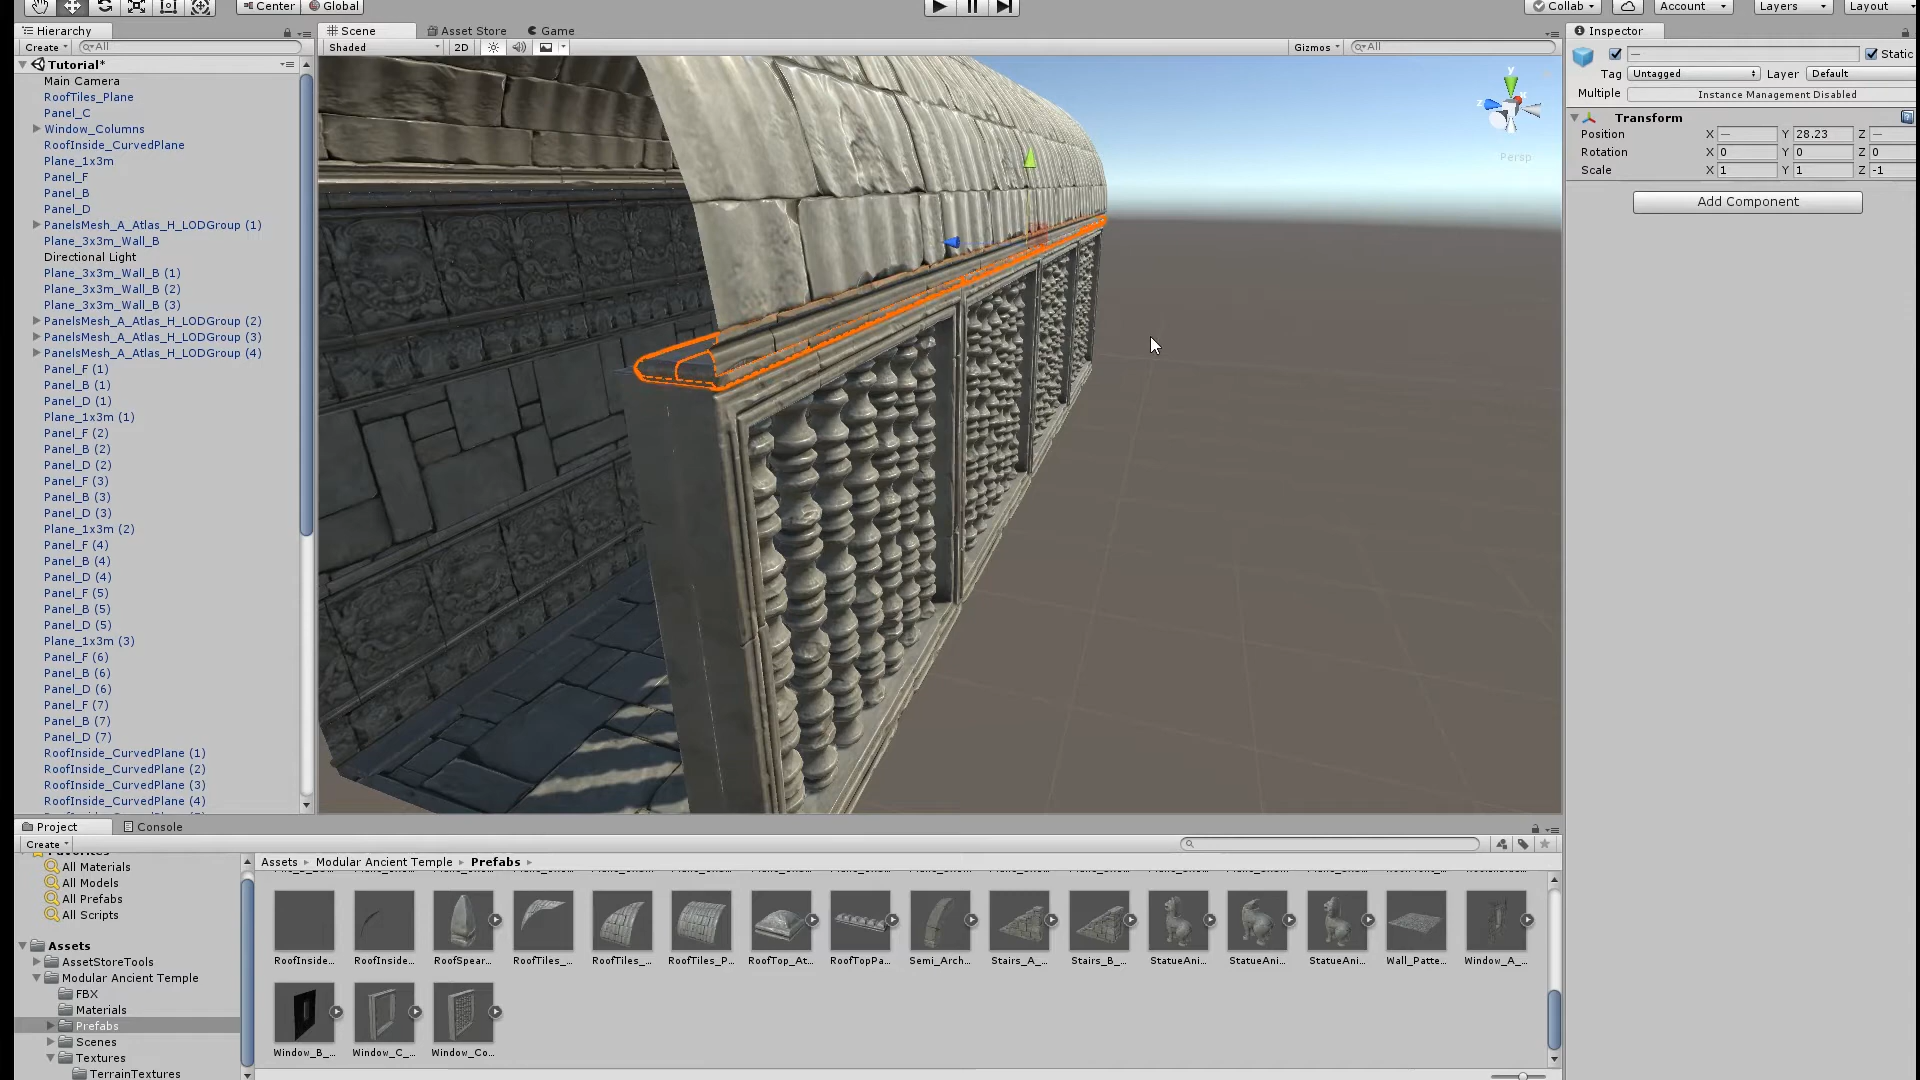 Center Global Collab Account Layers Layout
Hierarchy
Create All
Tutorial*
Main Camera
RoofTiles_Plane
Panel_C
Window_Columns
RoofInside_CurvedPlane
Plane_1x3m
Panel_F
Panel_B
Panel_D
PanelsMesh_A_Atlas_H_LODGroup (1)
Plane_3x3m_Wall_B
Directional Light
Plane_3x3m_Wall_B (1)
Plane_3x3m_Wall_B (2)
Plane_3x3m_Wall_B (3)
PanelsMesh_A_Atlas_H_LODGroup (2)
PanelsMesh_A_Atlas_H_LODGroup (3)
PanelsMesh_A_Atlas_H_LODGroup (4)
Panel_F (1)
Panel_B (1)
Panel_D (1)
Plane_1x3m (1)
Panel_F (2)
Panel_B (2)
Panel_D (2)
Panel_F (3)
Panel_B (3)
Panel_D (3)
Plane_1x3m (2)
Panel_F (4)
Panel_B (4)
Panel_D (4)
Panel_F (5)
Panel_B (5)
Panel_D (5)
Plane_1x3m (3)
Panel_F (6)
Panel_B (6)
Panel_D (6)
Panel_F (7)
Panel_B (7)
Panel_D (7)
RoofInside_CurvedPlane (1)
RoofInside_CurvedPlane (2)
RoofInside_CurvedPlane (3)
RoofInside_CurvedPlane (4)
Scene Asset Store Game
Shaded 2D Gizmos All
y
z
Persp
Inspector
Static
Tag Untagged Layer Default
Multiple Instance Management Disabled
Transform
Position X — Y 28.23 Z —
Rotation X 0 Y 0 Z 0
Scale X 1 Y 1 Z -1
Add Component
Project Console
Create
Favorites
All Materials
All Models
All Prefabs
All Scripts
Assets
AssetStoreTools
Modular Ancient Temple
FBX
Materials
Prefabs
Scenes
Textures
TerrainTextures
Assets Modular Ancient Temple Prefabs
RoofInside... RoofInside... RoofSpear... RoofTiles_... RoofTiles_... RoofTiles_P... RoofTop_At... RoofTopPa... Semi_Arch... Stairs_A_... Stairs_B_... StatueAni... StatueAni... StatueAni... Wall_Patte... Window_A_...
Window_B_... Window_C_... Window_Co...